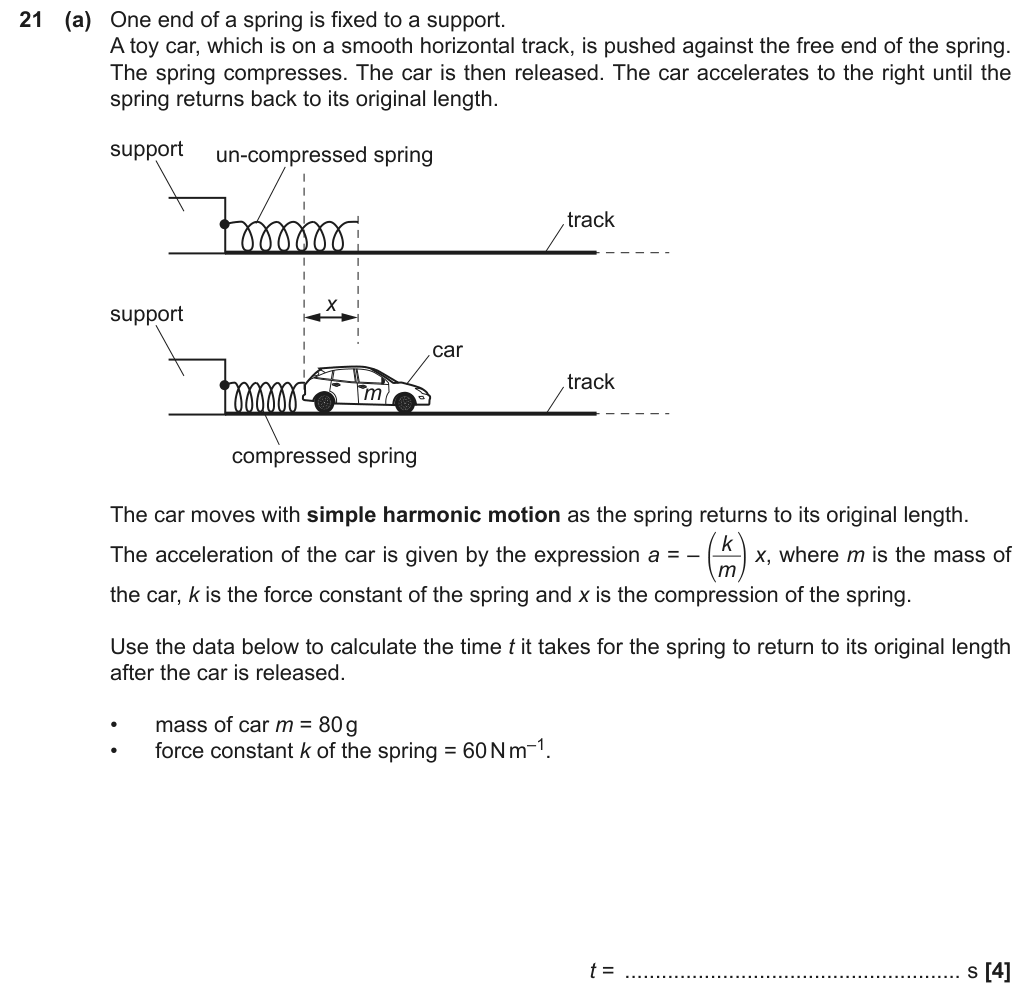 21 (a) One end of a spring is fixed to a support.
A toy car, which is on a smooth horizontal track, is pushed against the free end of the spring.
The spring compresses. The car is then released. The car accelerates to the right until the
spring returns back to its original length.
support
un-compressed spring
track
x
support
car
m
track
compressed spring
The car moves with simple harmonic motion as the spring returns to its original length.
The acceleration of the car is given by the expression a = – (k/m) x, where m is the mass of
the car, k is the force constant of the spring and x is the compression of the spring.
Use the data below to calculate the time t it takes for the spring to return to its original length
after the car is released.
• mass of car m = 80 g
• force constant k of the spring = 60 N m⁻¹.
t = ...................................................... s [4]